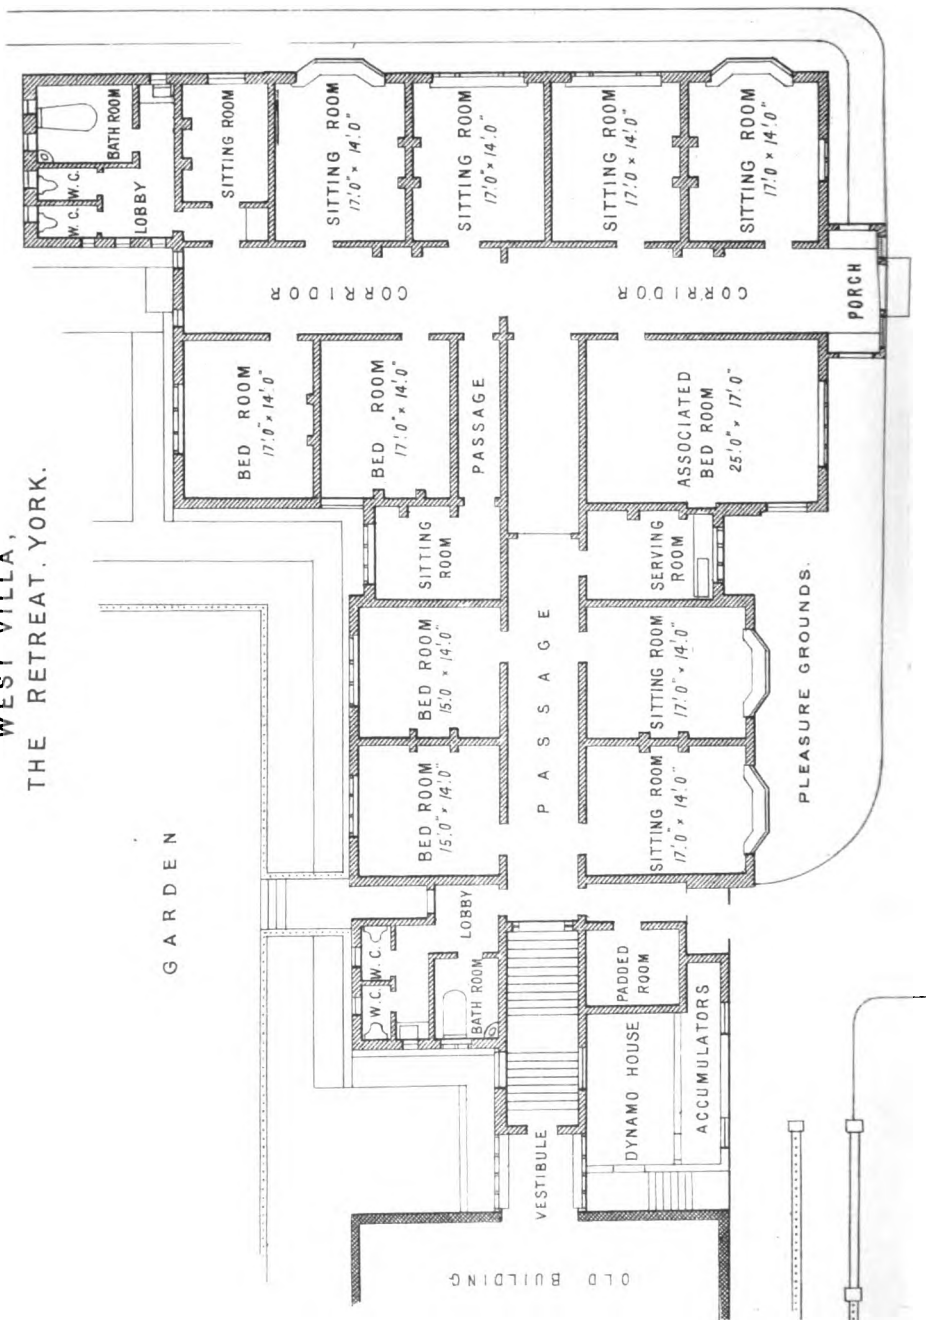 WEST VILLA,
THE RETREAT. YORK.
GARDEN
BATH ROOM
W.C.
W.C.
LOBBY
SITTING ROOM
SITTING ROOM
17'.0" × 14'.0"
SITTING ROOM
17'.0" × 14'.0"
SITTING ROOM
17'.0 × 14'.0"
SITTING ROOM
17'.0 × 14'.0"
CORRIDOR
CORRIDOR
PORCH
BED ROOM
17'.0" × 14'.0"
BED ROOM
17'.0" × 14'.0"
PASSAGE
ASSOCIATED
BED ROOM
25'.0" × 17'.0"
SITTING
ROOM
SERVING
ROOM
BED ROOM
15'.0 × 14'.0"
BED ROOM
15'.0" × 14'.0"
PASSAGE
SITTING ROOM
17'.0" × 14'.0"
SITTING ROOM
17'.0" × 14'.0"
PLEASURE GROUNDS.
LOBBY
W.C.
W.C.
BATH ROOM
PADDED
ROOM
DYNAMO HOUSE
ACCUMULATORS
VESTIBULE
OLD BUILDING